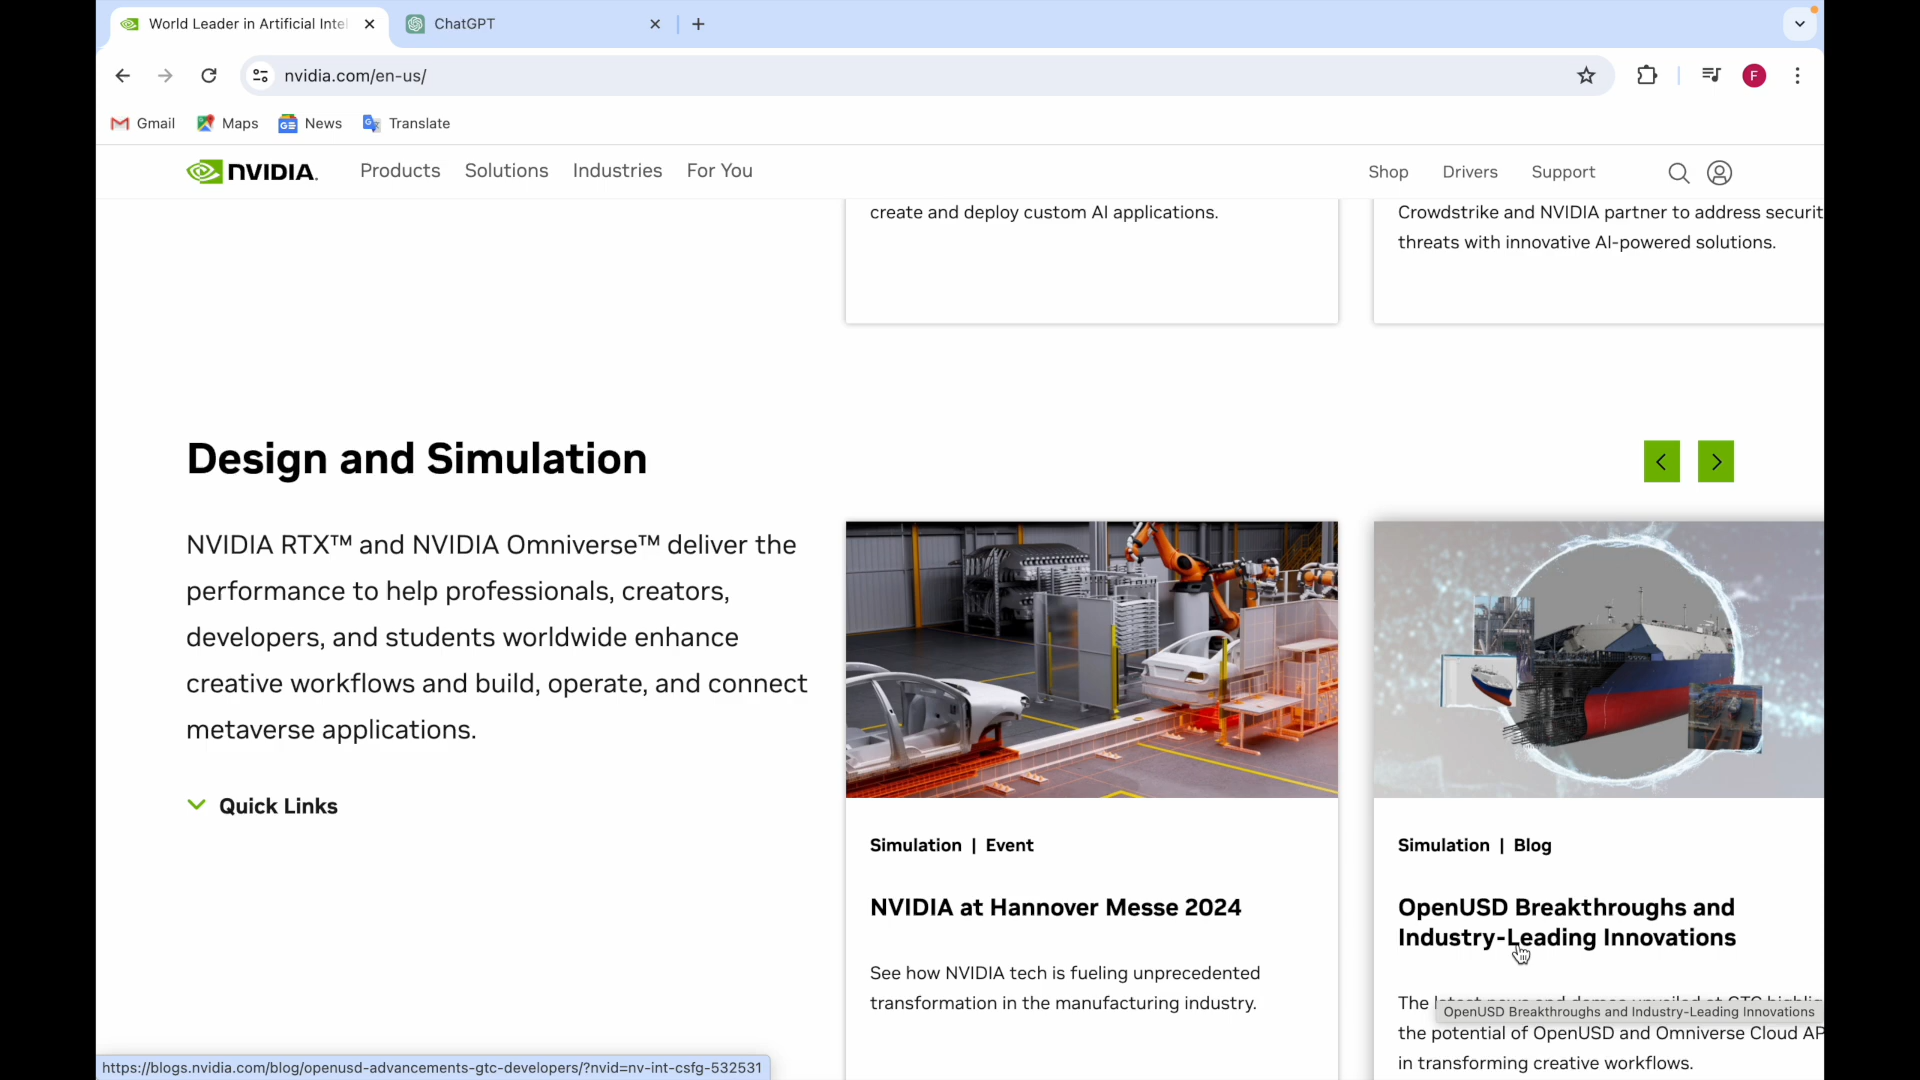 World Leader in Artificial Inte
ChatGPT
nvidia.com/en-us/
F
Gmail
Maps
News
Translate
NVIDIA.
Products
Solutions
Industries
For You
Shop
Drivers
Support
create and deploy custom AI applications.
Crowdstrike and NVIDIA partner to address securit
threats with innovative AI-powered solutions.
Design and Simulation
NVIDIA RTX™ and NVIDIA Omniverse™ deliver the
performance to help professionals, creators,
developers, and students worldwide enhance
creative workflows and build, operate, and connect
metaverse applications.
Quick Links
Simulation | Event
NVIDIA at Hannover Messe 2024
See how NVIDIA tech is fueling unprecedented
transformation in the manufacturing industry.
Simulation | Blog
OpenUSD Breakthroughs and
Industry-Leading Innovations
The
OpenUSD Breakthroughs and Industry-Leading Innovations
the potential of OpenUSD and Omniverse Cloud AP
in transforming creative workflows.
https://blogs.nvidia.com/blog/openusd-advancements-gtc-developers/?nvid=nv-int-csfg-532531